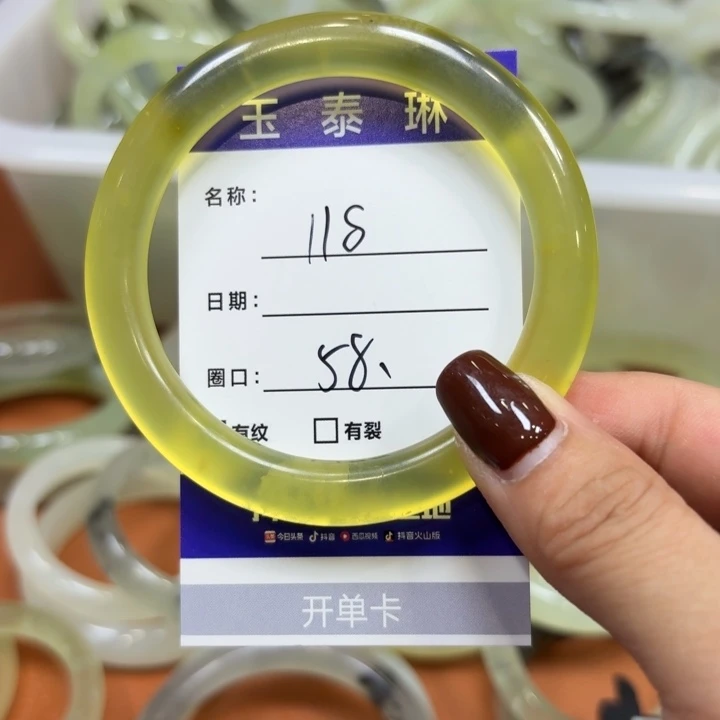 玉泰琳
名称: 118
日期:
圈口: 58、
有纹 有裂
今日头条 抖音 西瓜视频 抖音火山版
开单卡